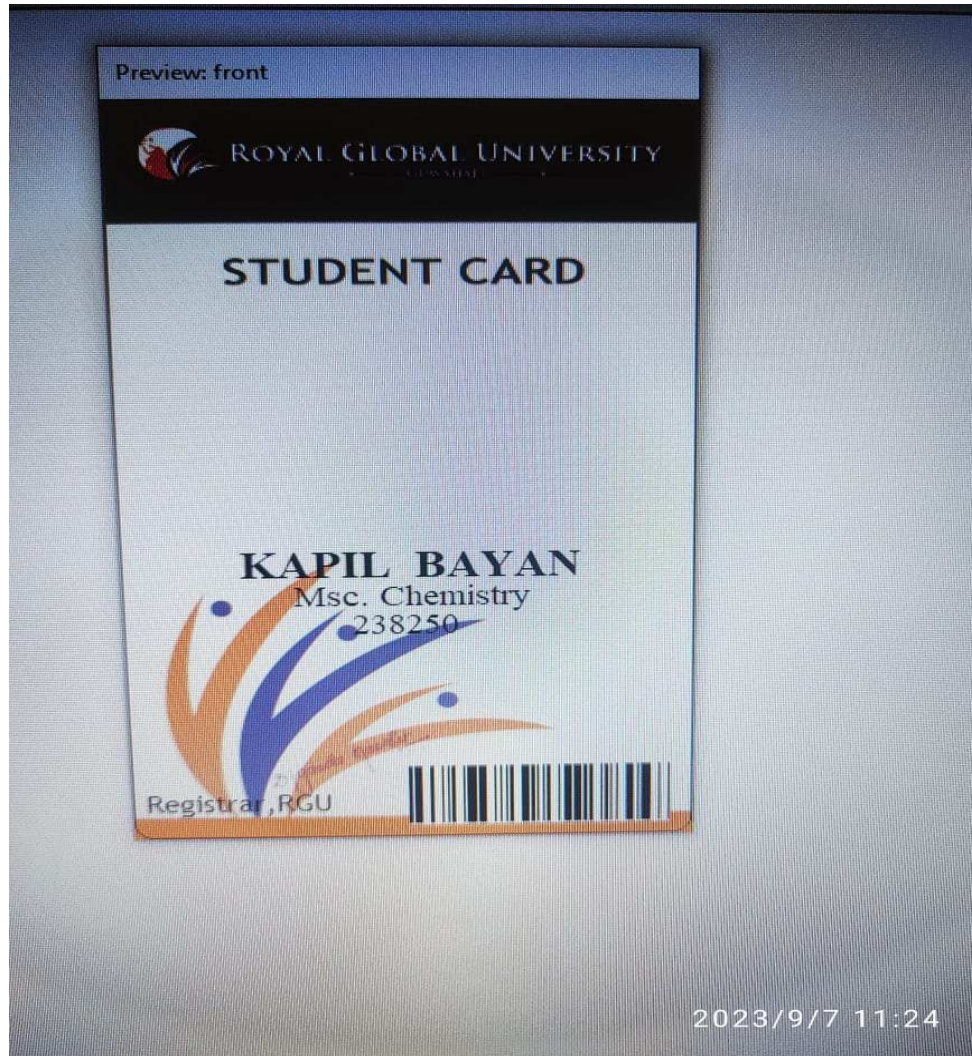 Preview: front
ROYAL GLOBAL UNIVERSITY
GUWAHATI
STUDENT CARD
KAPIL BAYAN
Msc. Chemistry
238250
Registrar,RGU
2023/9/7 11:24